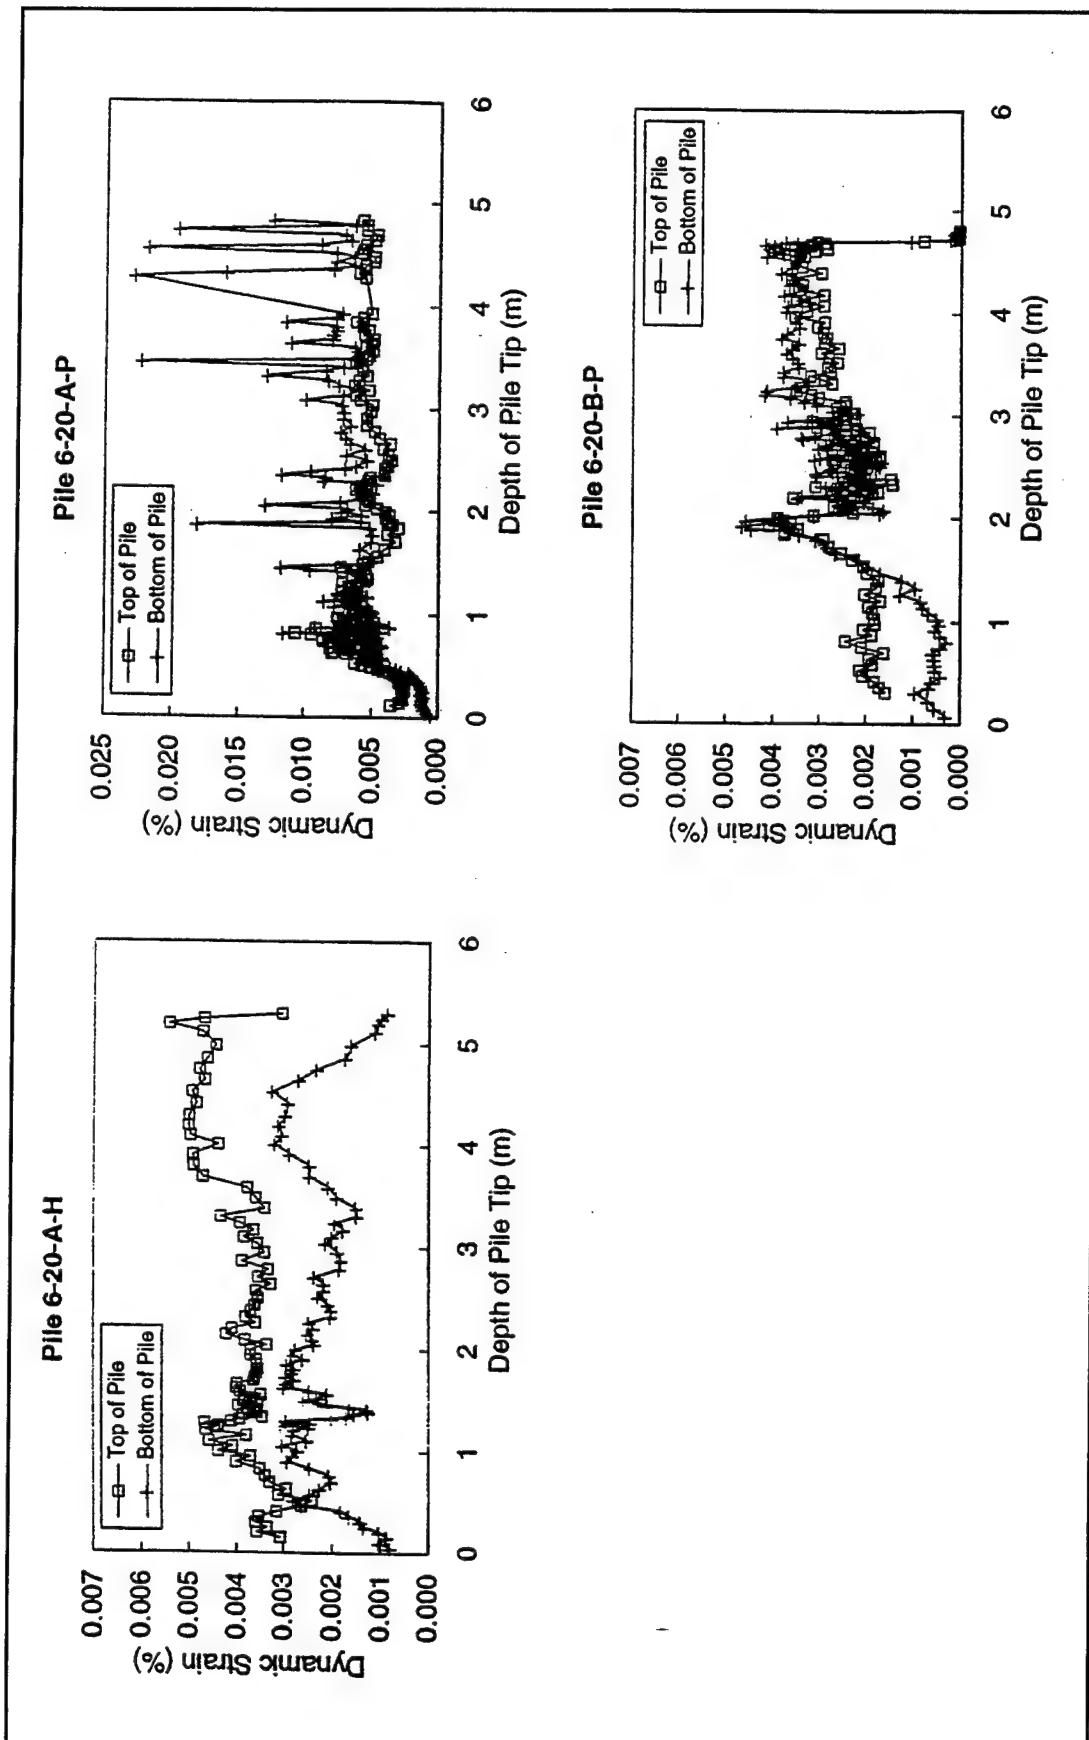 Pile 6-20-A-H
Top of Pile
Bottom of Pile
0.007
0.006
0.005
0.004
0.003
0.002
0.001
0.000
Dynamic Strain (%)
0 1 2 3 4 5 6
Depth of Pile Tip (m)
Pile 6-20-A-P
Top of Pile
Bottom of Pile
0.025
0.020
0.015
0.010
0.005
0.000
Dynamic Strain (%)
0 1 2 3 4 5 6
Depth of Pile Tip (m)
Pile 6-20-B-P
Top of Pile
Bottom of Pile
0.007
0.006
0.005
0.004
0.003
0.002
0.001
0.000
Dynamic Strain (%)
0 1 2 3 4 5 6
Depth of Pile Tip (m)